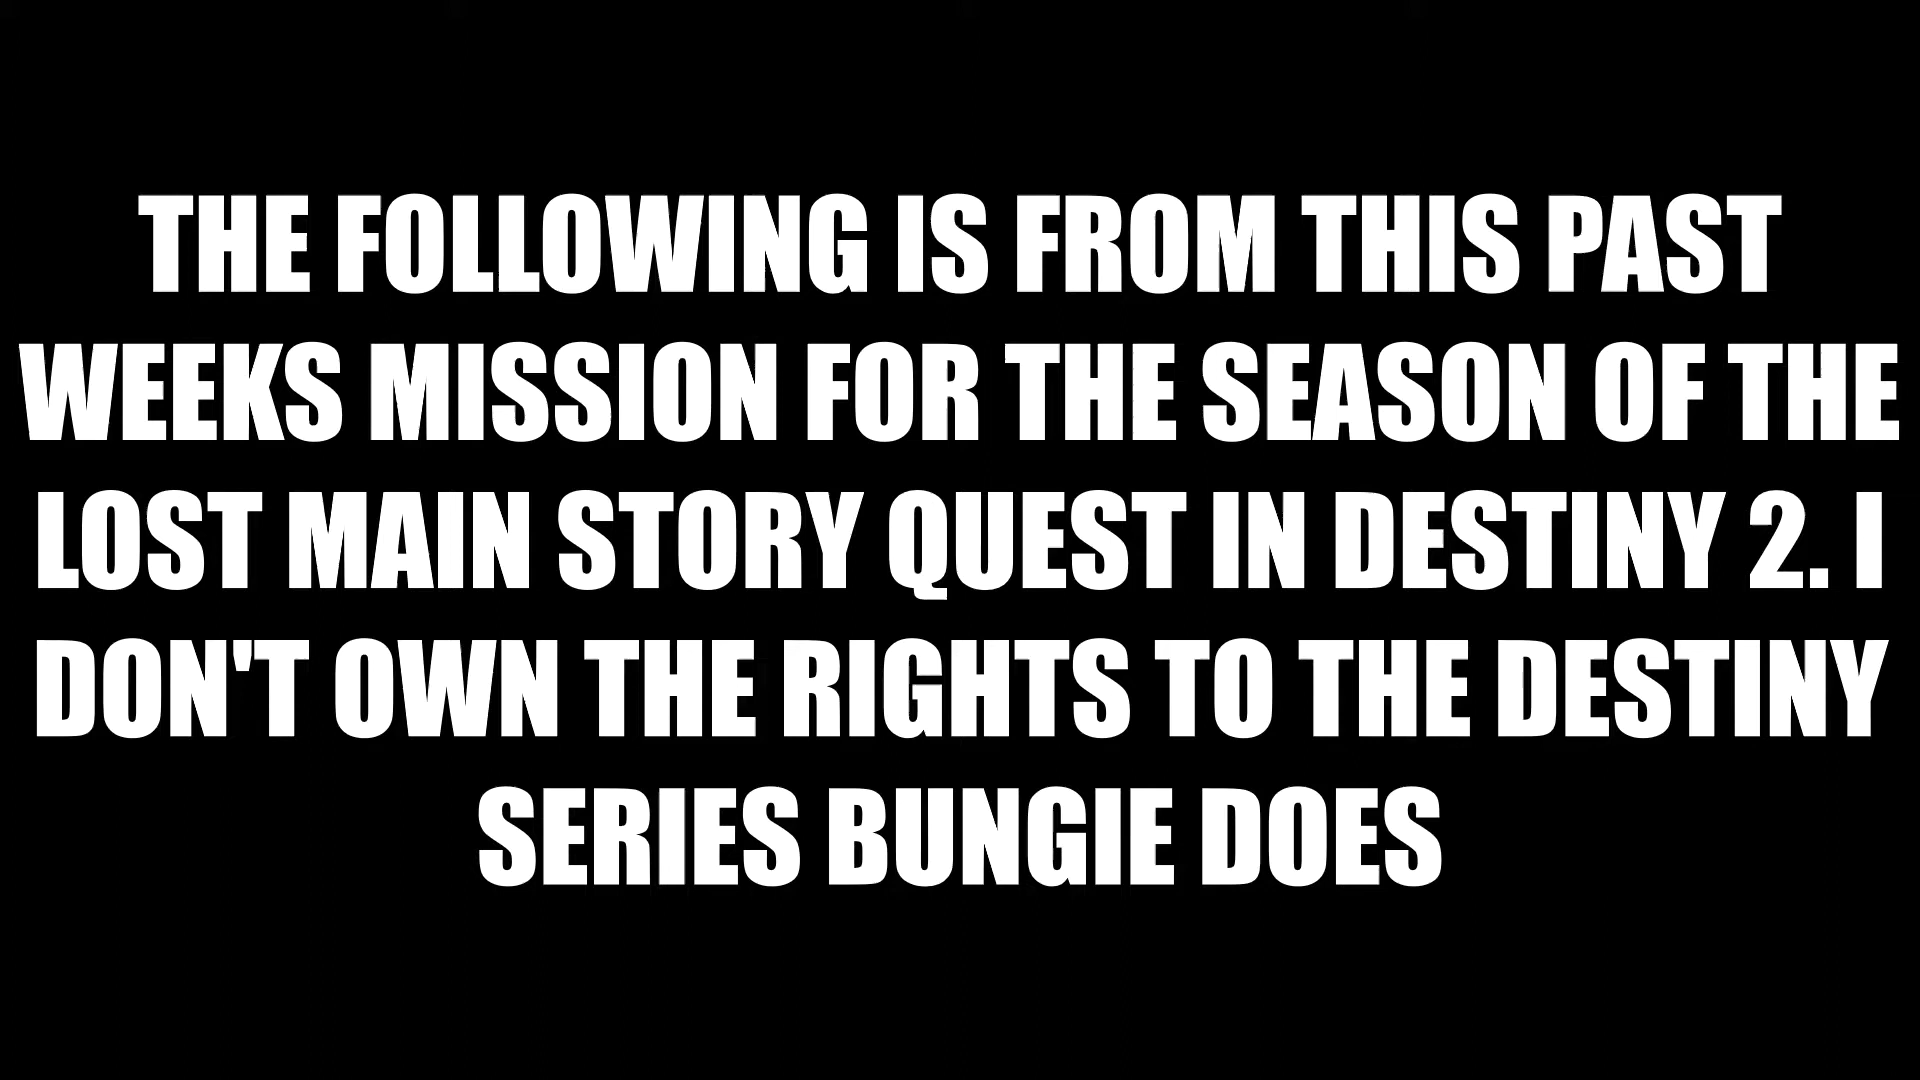 THE FOLLOWING IS FROM THIS PAST
WEEKS MISSION FOR THE SEASON OF THE
LOST MAIN STORY QUEST IN DESTINY 2. I
DON'T OWN THE RIGHTS TO THE DESTINY
SERIES BUNGIE DOES